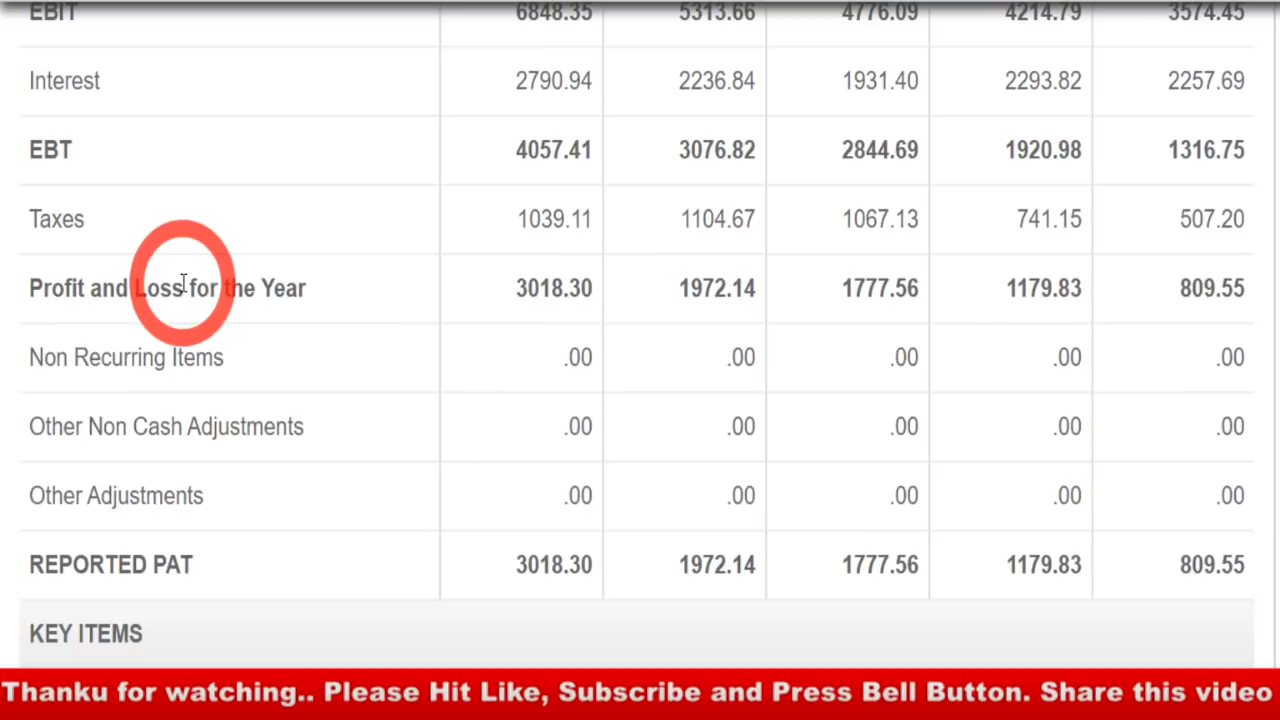 EBIT 6848.35 5313.66 4776.09 4214.79 3574.45
Interest 2790.94 2236.84 1931.40 2293.82 2257.69
EBT 4057.41 3076.82 2844.69 1920.98 1316.75
Taxes 1039.11 1104.67 1067.13 741.15 507.20
Profit and Loss for the Year 3018.30 1972.14 1777.56 1179.83 809.55
Non Recurring Items .00 .00 .00 .00 .00
Other Non Cash Adjustments .00 .00 .00 .00 .00
Other Adjustments .00 .00 .00 .00 .00
REPORTED PAT 3018.30 1972.14 1777.56 1179.83 809.55
KEY ITEMS
Thanku for watching.. Please Hit Like, Subscribe and Press Bell Button. Share this video